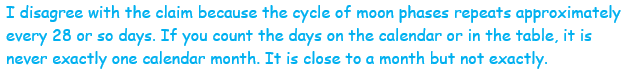 I disagree with the claim because the cycle of moon phases repeats approximately
every 28 or so days. If you count the days on the calendar or in the table, it is
never exactly one calendar month. It is close to a month but not exactly.